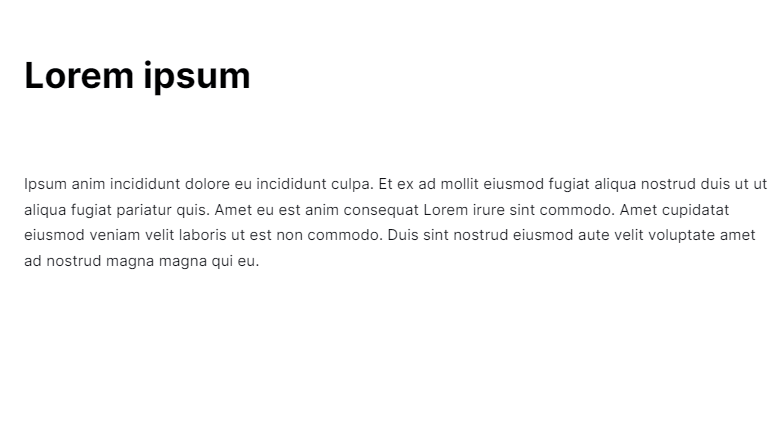 Lorem ipsum
Ipsum anim incididunt dolore eu incididunt culpa. Et ex ad mollit eiusmod fugiat aliqua nostrud duis ut ut
aliqua fugiat pariatur quis. Amet eu est anim consequat Lorem irure sint commodo. Amet cupidatat
eiusmod veniam velit laboris ut est non commodo. Duis sint nostrud eiusmod aute velit voluptate amet
ad nostrud magna magna qui eu.